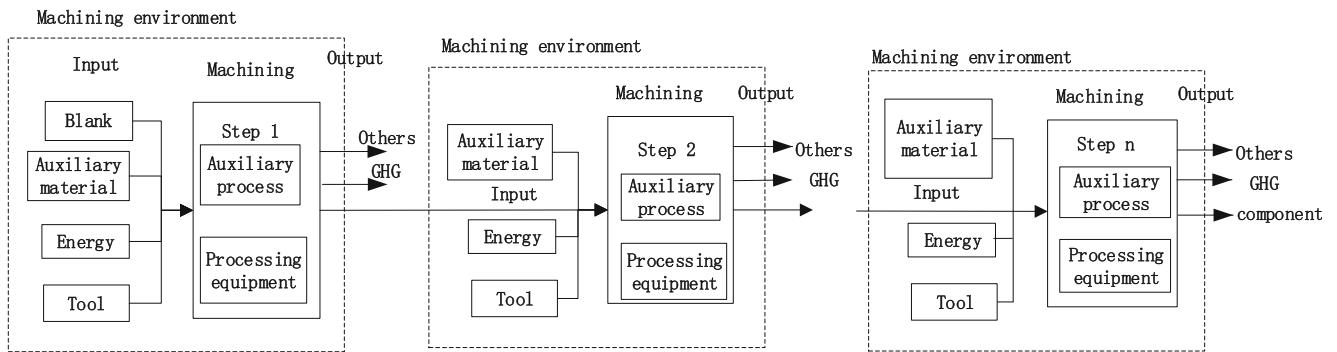 Machining environment
Input
Machining
Output
Blank
Auxiliary
material
Energy
Tool
Step 1
Auxiliary
process
Processing
equipment
Others
GHG
Machining environment
Machining
Output
Auxiliary
material
Input
Energy
Tool
Step 2
Auxiliary
process
Processing
equipment
Others
GHG
Machining environment
Machining
Output
Auxiliary
material
Input
Energy
Tool
Step n
Auxiliary
process
Processing
equipment
Others
GHG
component